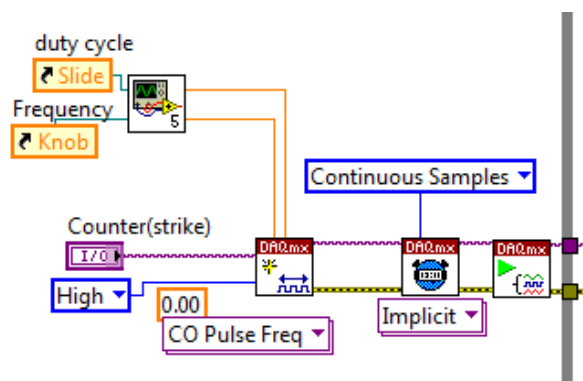 duty cycle
Slide
Frequency
Knob
5
Continuous Samples
Counter(strike)
I/O
DAQmx
DAQmx
DAQmx
High
0.00
CO Pulse Freq
Implicit